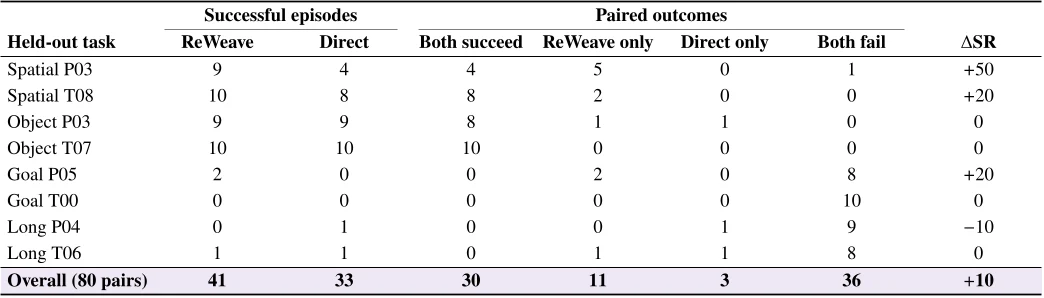 Successful episodes Paired outcomes
Held-out task ReWeave Direct Both succeed ReWeave only Direct only Both fail ΔSR
Spatial P03 9 4 4 5 0 1 +50
Spatial T08 10 8 8 2 0 0 +20
Object P03 9 9 8 1 1 0 0
Object T07 10 10 10 0 0 0 0
Goal P05 2 0 0 2 0 8 +20
Goal T00 0 0 0 0 0 10 0
Long P04 0 1 0 0 1 9 −10
Long T06 1 1 0 1 1 8 0
Overall (80 pairs) 41 33 30 11 3 36 +10